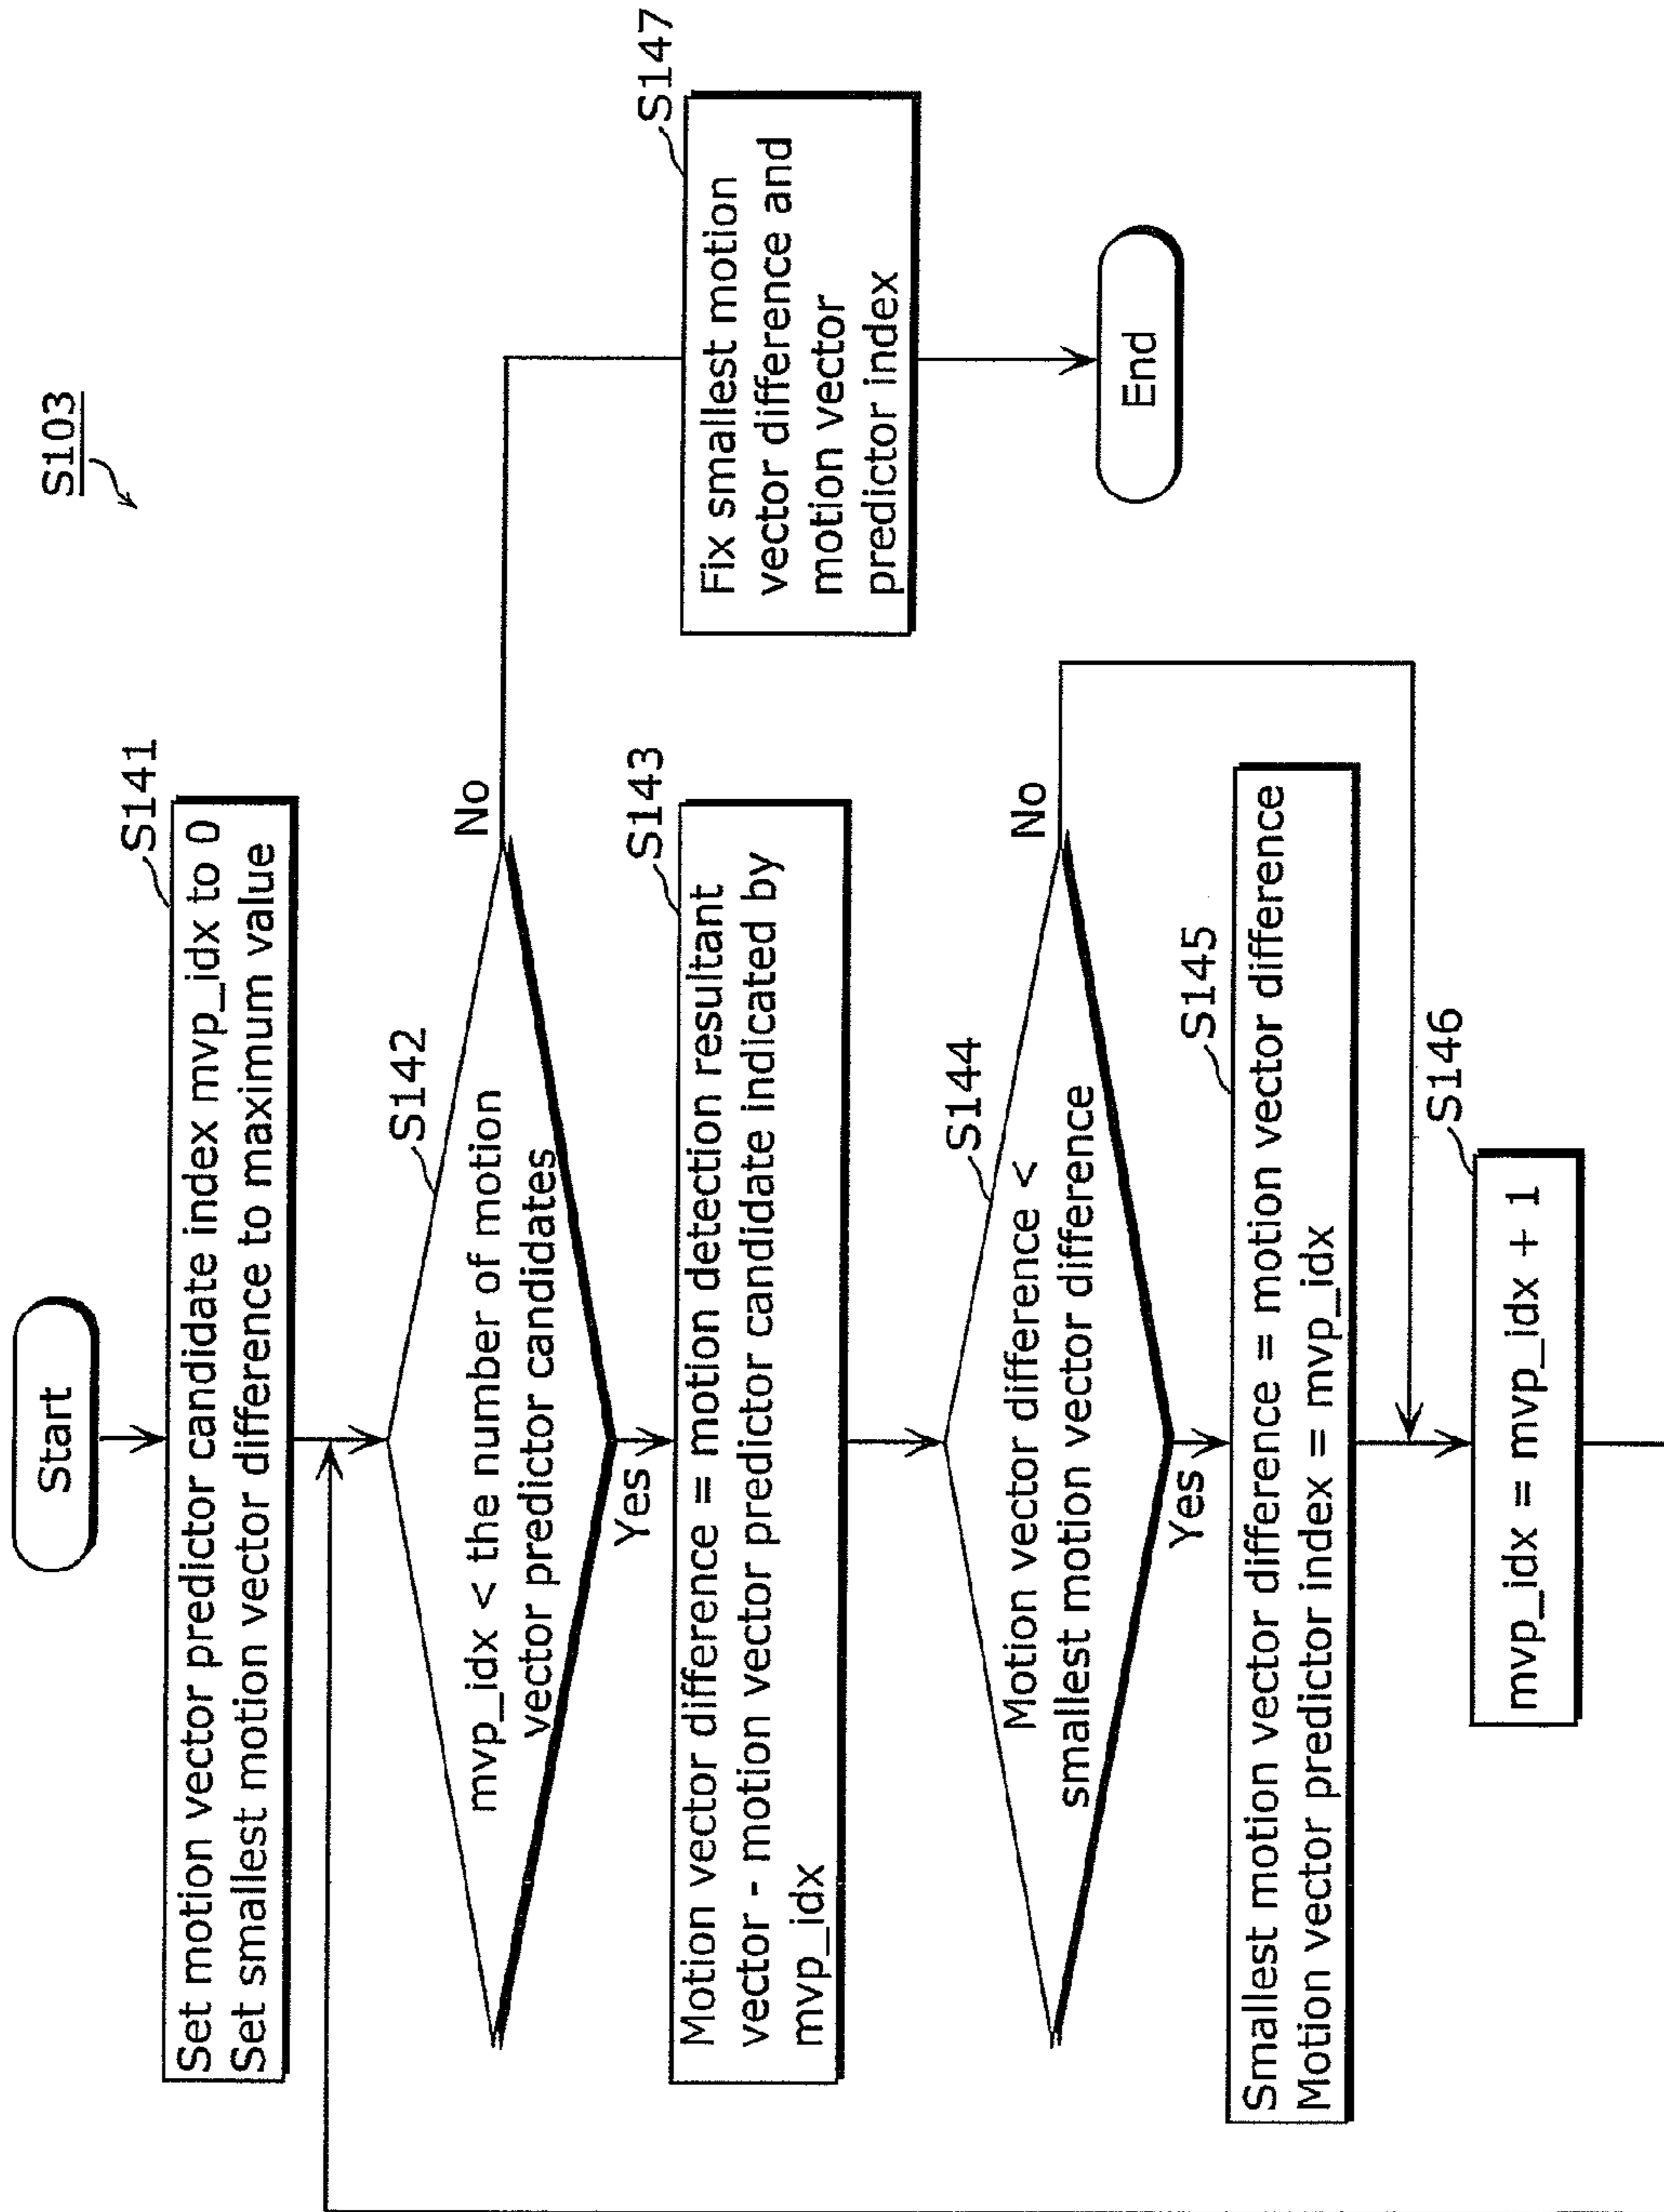 S103
Start
S141
Set motion vector predictor candidate index mvp_idx to 0
Set smallest motion vector difference to maximum value
S142
mvp_idx < the number of motion
vector predictor candidates
No
Yes
S143
Motion vector difference = motion detection resultant
vector - motion vector predictor candidate indicated by
mvp_idx
S144
Motion vector difference <
smallest motion vector difference
No
Yes
S145
Smallest motion vector difference = motion vector difference
Motion vector predictor index = mvp_idx
S146
mvp_idx = mvp_idx + 1
S147
Fix smallest motion
vector difference and
motion vector
predictor index
End